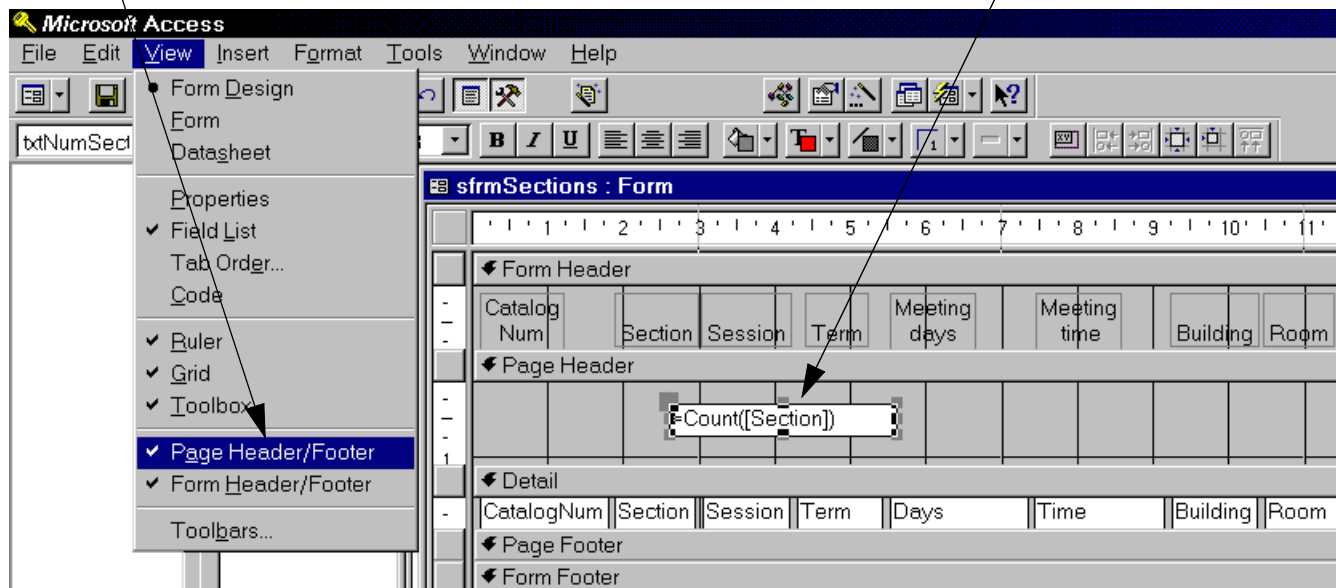 Microsoft Access
File Edit View Insert Format Tools Window Help
B I U
txtNumSect
Form Design
Form
Datasheet
Properties
Field List
Tab Order...
Code
Ruler
Grid
Toolbox
Page Header/Footer
Form Header/Footer
Toolbars...
sfrmSections : Form
1 2 3 4 5 6 7 8 9 10 11
Form Header
Catalog Num Section Session Term Meeting days Meeting time Building Room
Page Header
=Count([Section])
1
Detail
CatalogNum Section Session Term Days Time Building Room
Page Footer
Form Footer